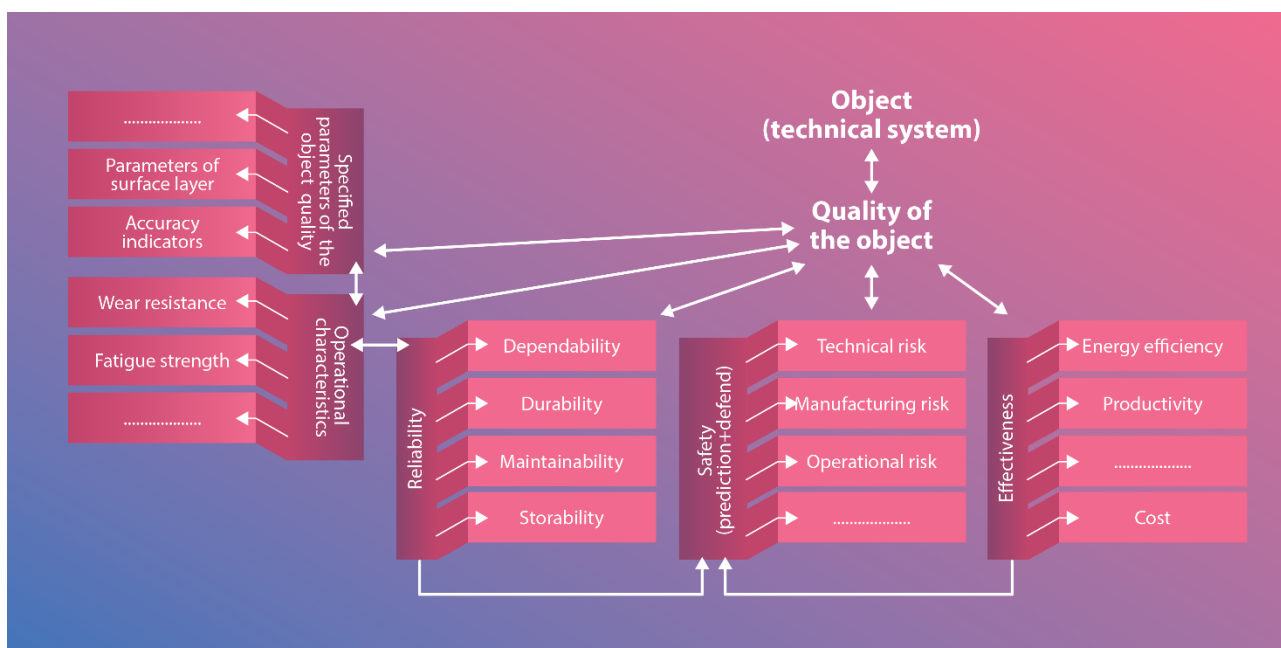 Object
(technical system)
Quality of
the object
...................
Parameters of
surface layer
Accuracy
indicators
Specified
parameters of the
object quality
Wear resistance
Fatigue strength
...................
Operational
characteristics
Reliability
Dependability
Durability
Maintainability
Storability
Safety
(prediction+defend)
Technical risk
Manufacturing risk
Operational risk
...................
Effectiveness
Energy efficiency
Productivity
...................
Cost